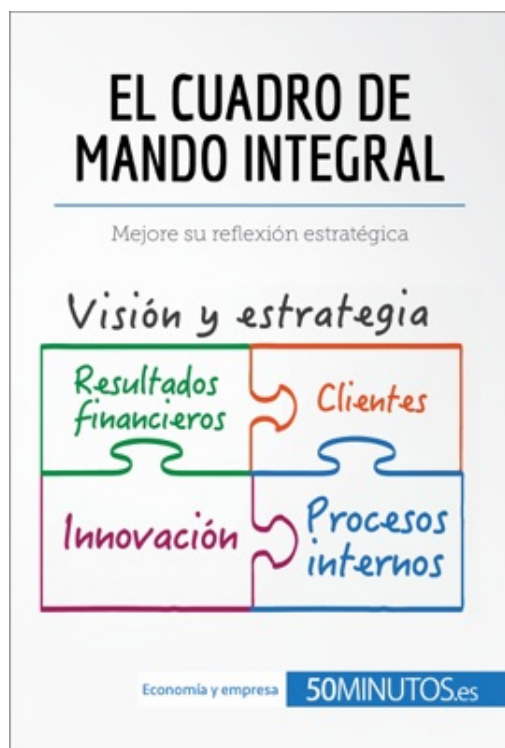 EL CUADRO DE
MANDO INTEGRAL
Mejore su reflexión estratégica
Visión y estrategia
Resultados
financieros
Clientes
Innovación
Procesos
internos
Economía y empresa
50MINUTOS.es